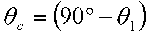 θc = (90° − θ1)